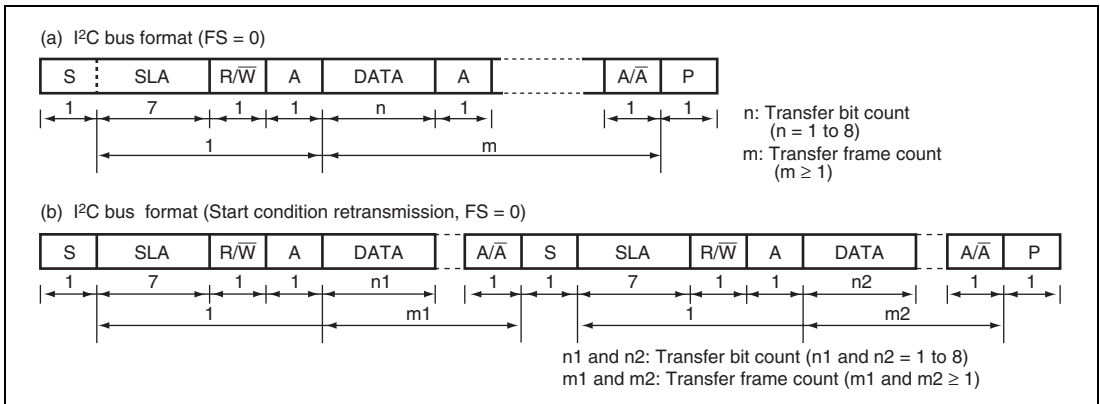 (a) I²C bus format (FS = 0)
S SLA R/W̅ A DATA A A/A̅ P
1 7 1 1 n 1 1 1
1 m
n: Transfer bit count
(n = 1 to 8)
m: Transfer frame count
(m ≥ 1)
(b) I²C bus format (Start condition retransmission, FS = 0)
S SLA R/W̅ A DATA A/A̅ S SLA R/W̅ A DATA A/A̅ P
1 7 1 1 n1 1 1 7 1 1 n2 1 1
1 m1 1 m2
n1 and n2: Transfer bit count (n1 and n2 = 1 to 8)
m1 and m2: Transfer frame count (m1 and m2 ≥ 1)